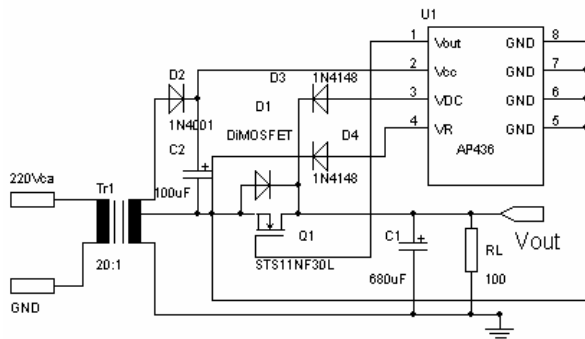 U1
1 Vout GND 8
2 Vcc GND 7
3 VDC GND 6
4 VR GND 5
AP436
D2
1N4001
D3
1N4148
D1
DiMOSFET
D4
1N4148
C2
100uF
220Vca
Tr1
20:1
GND
Q1
STS11NF30L
C1
680uF
RL
100
Vout